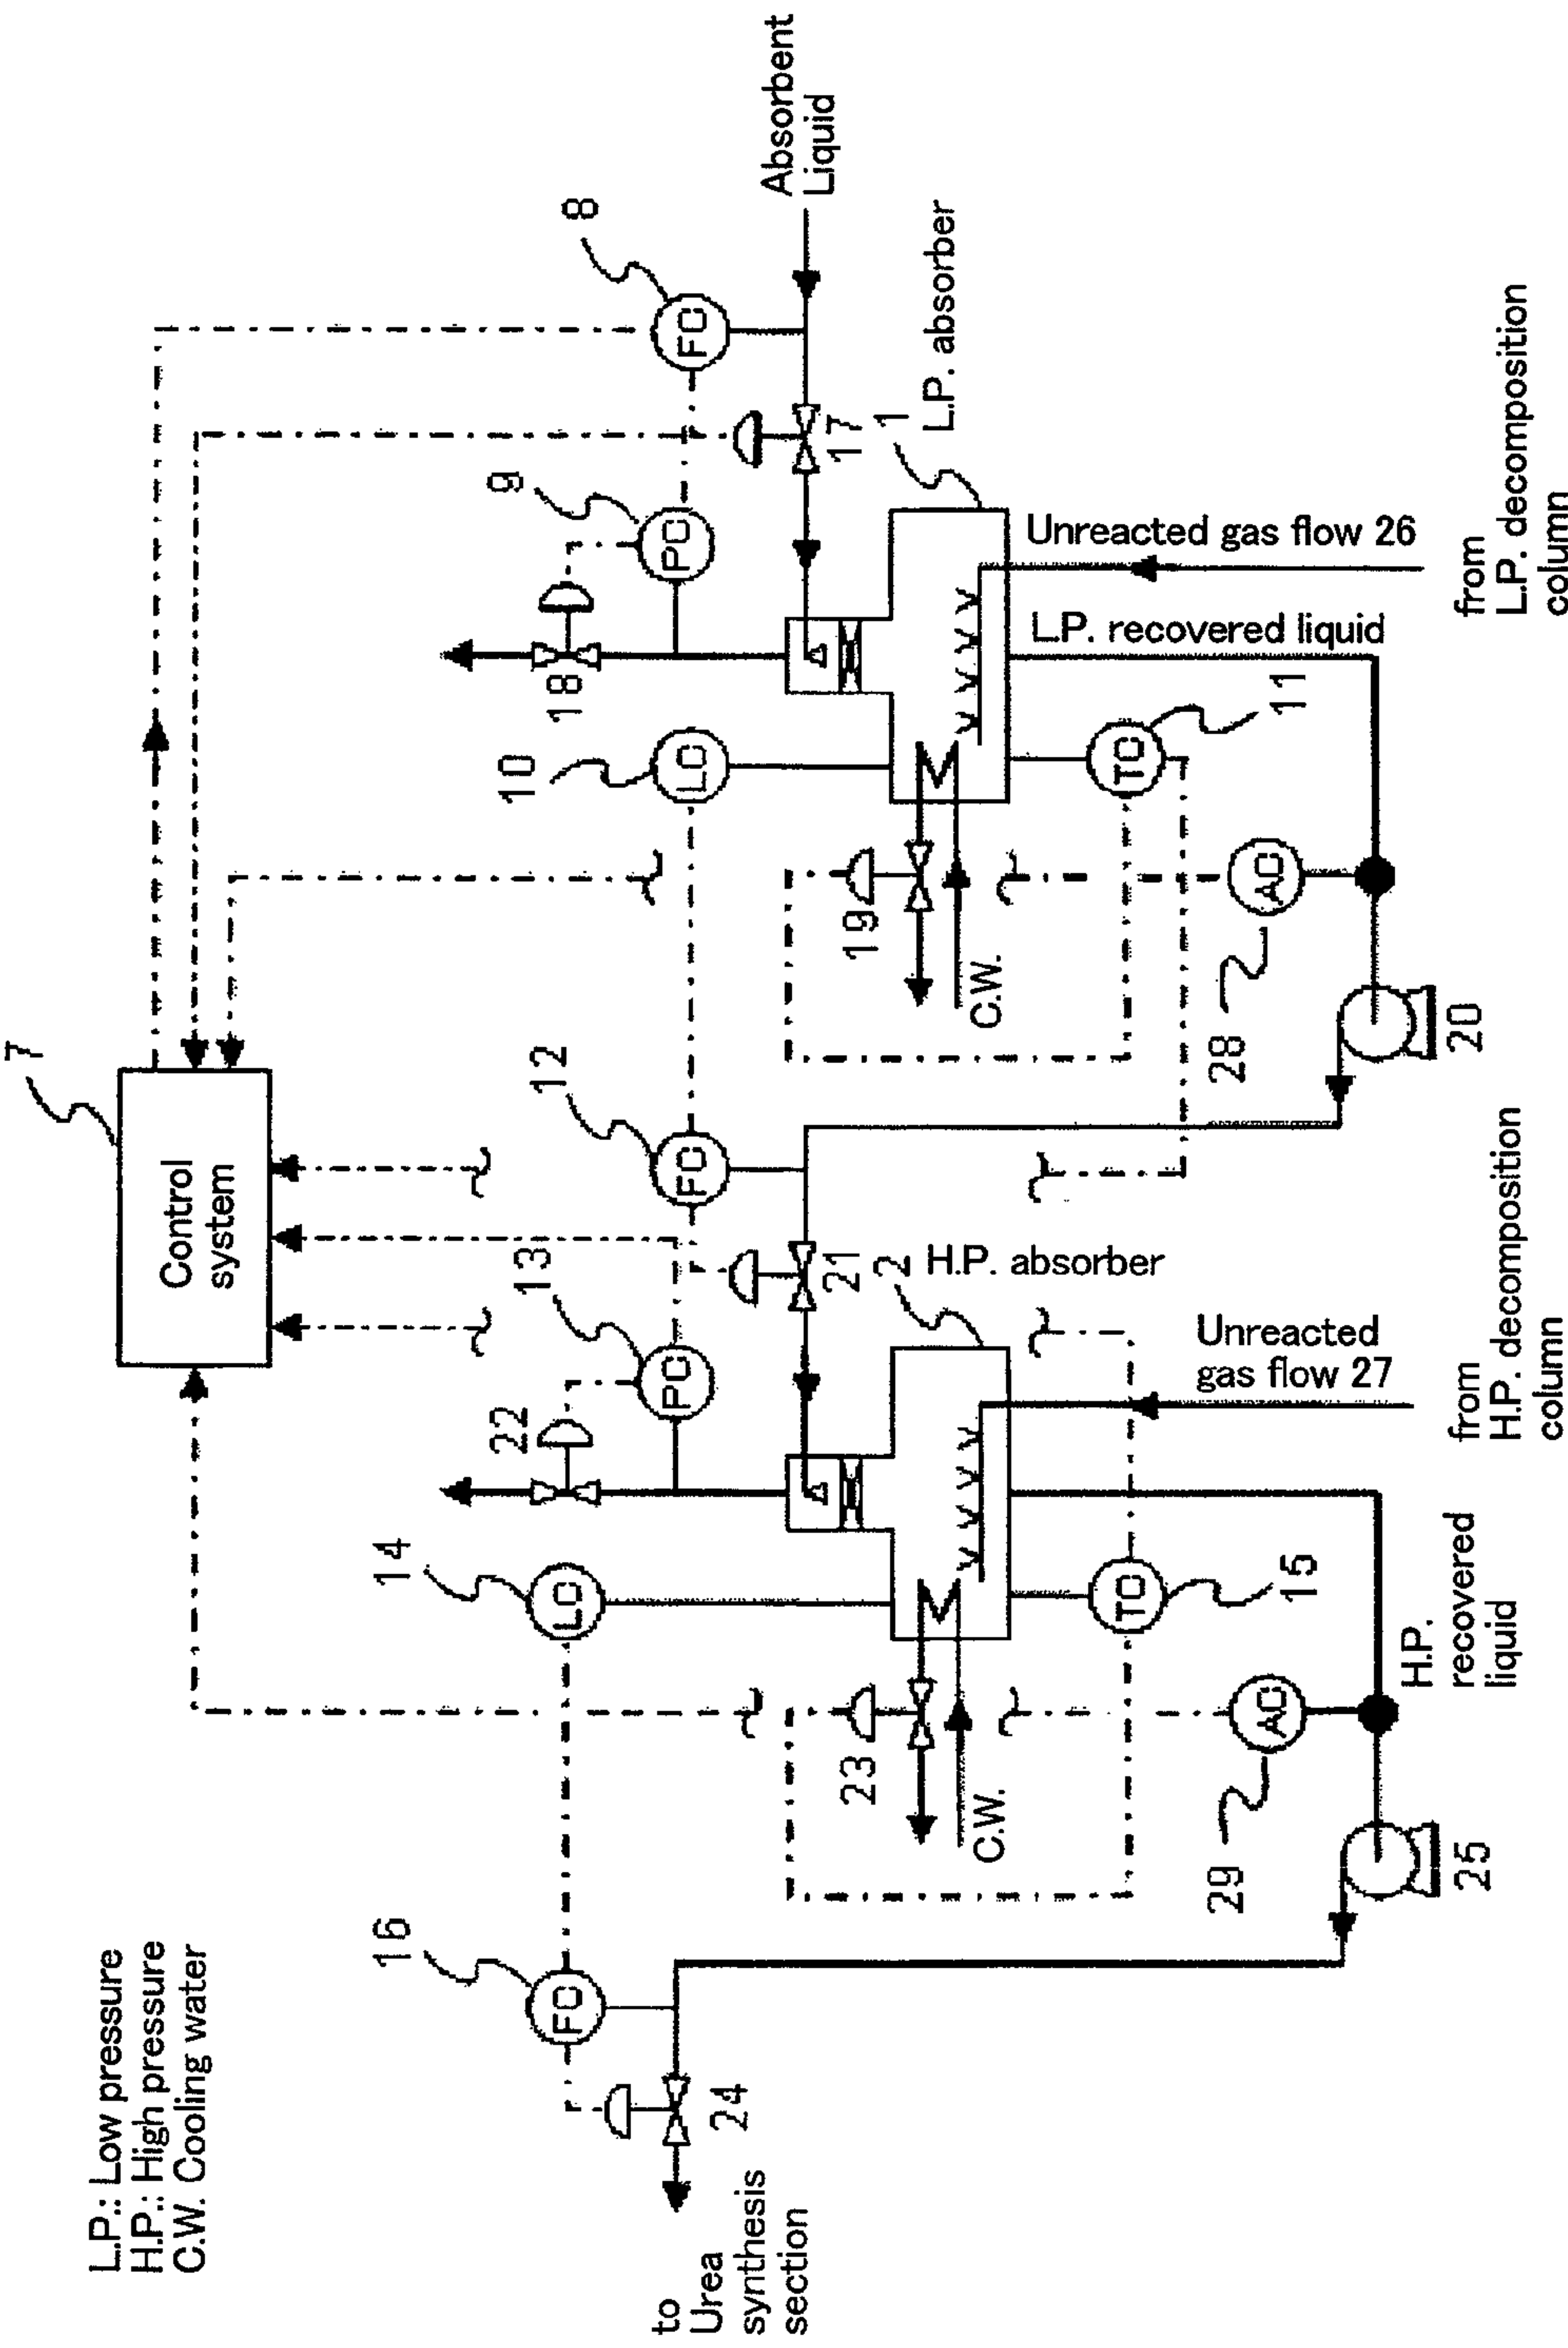 L.P.: Low pressure
H.P.: High pressure
C.W. Cooling water
7
Control
system
16
FC
24
to
Urea
synthesis
section
14
LC
22
13
PC
12
FC
21
2
H.P. absorber
23
C.W.
Unreacted
gas flow 27
from
H.P. decomposition
column
TC
15
AC
29
H.P.
recovered
liquid
25
10
LC
18
9
PC
8
FC
17
Absorbent
Liquid
1
L.P. absorber
19
C.W.
Unreacted gas flow 26
L.P. recovered liquid
from
L.P. decomposition
column
TC
11
AC
28
20